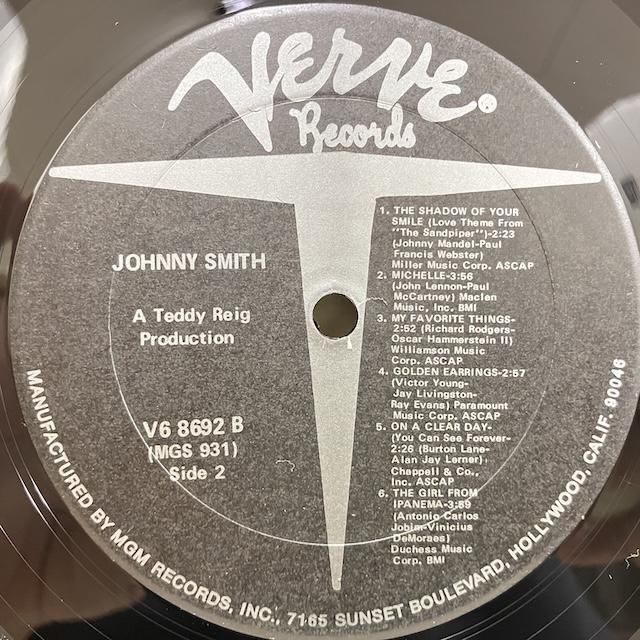 Verve®
Records
JOHNNY SMITH
A Teddy Reig
Production
V6 8692 B
(MGS 931)
Side 2
1. THE SHADOW OF YOUR
SMILE (Love Theme From
"The Sandpiper")-2:23
(Johnny Mandel-Paul
Francis Webster)
Miller Music Corp. ASCAP
2. MICHELLE-3:56
(John Lennon-Paul
McCartney) Maclen
Music, Inc. BMI
3. MY FAVORITE THINGS-
2:52 (Richard Rodgers-
Oscar Hammerstein II)
Williamson Music
Corp. ASCAP
4. GOLDEN EARRINGS-2:57
(Victor Young-
Jay Livingston-
Ray Evans) Paramount
Music Corp. ASCAP
5. ON A CLEAR DAY-
(You Can See Forever-
2:26 (Burton Lane-
Alan Jay Lerner)
Chappell & Co.,
Inc. ASCAP
6. THE GIRL FROM
IPANEMA-3:59
(Antonio Carlos
Jobim-Vinicius
DeMoraes)
Duchess Music
Corp. BMI
MANUFACTURED BY MGM RECORDS, INC., 7165 SUNSET BOULEVARD, HOLLYWOOD, CALIF. 90046